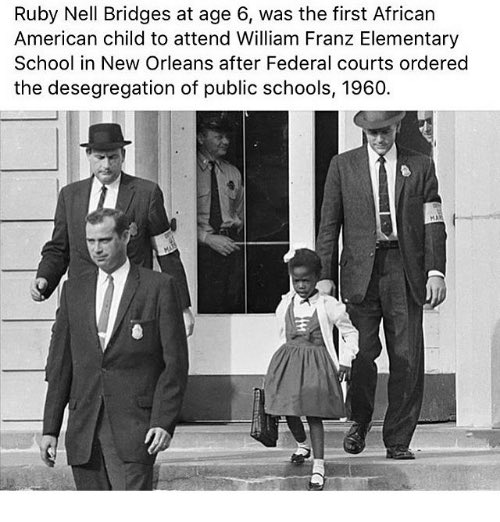 Ruby Nell Bridges at age 6, was the first African
American child to attend William Franz Elementary
School in New Orleans after Federal courts ordered
the desegregation of public schools, 1960.